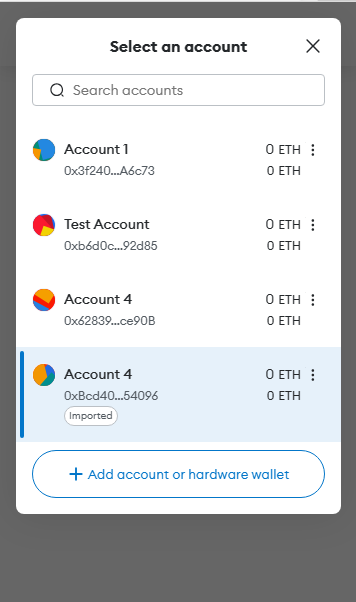 Select an account
Search accounts
Account 1 0 ETH
0x3f240...A6c73 0 ETH
Test Account 0 ETH
0xb6d0c...92d85 0 ETH
Account 4 0 ETH
0x62839...ce90B 0 ETH
Account 4 0 ETH
0xBcd40...54096 0 ETH
Imported
+ Add account or hardware wallet